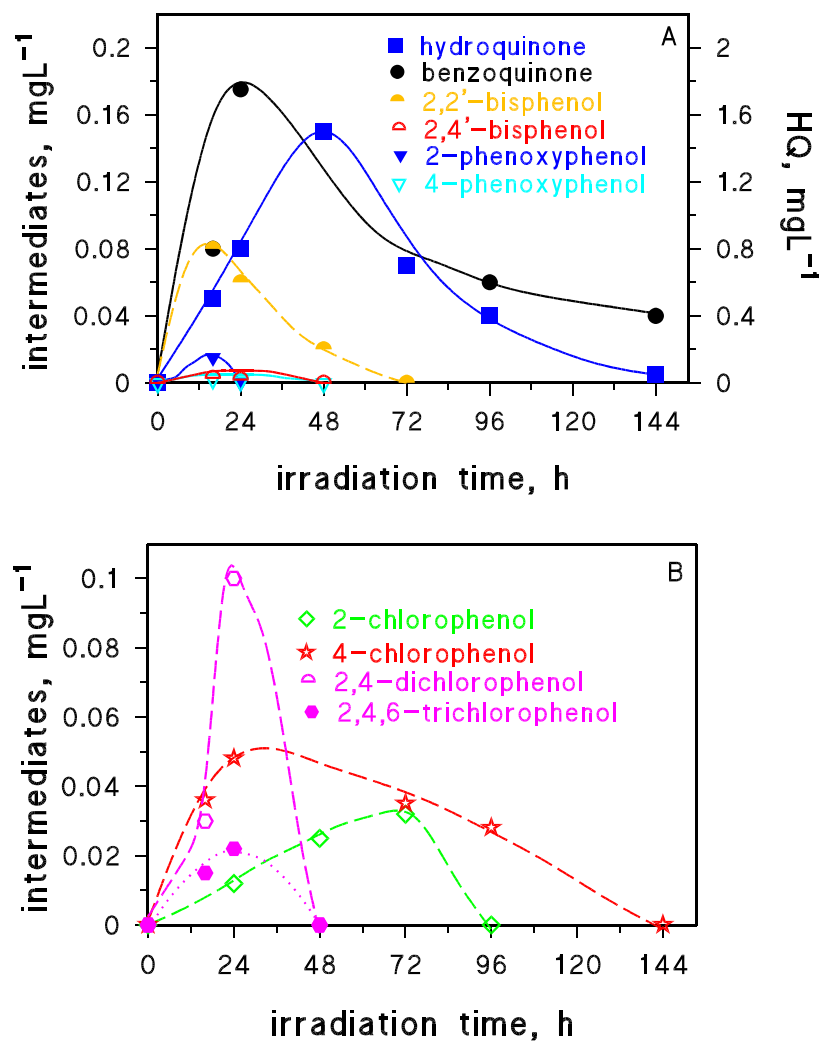 A
hydroquinone
benzoquinone
2,2'-bisphenol
2,4'-bisphenol
2-phenoxyphenol
4-phenoxyphenol
intermediates, mgL⁻¹
0.2
0.16
0.12
0.08
0.04
0
2
1.6
1.2
0.8
0.4
0
HQ, mgL⁻¹
0 24 48 72 96 120 144
irradiation time, h
B
2-chlorophenol
4-chlorophenol
2,4-dichlorophenol
2,4,6-trichlorophenol
intermediates, mgL⁻¹
0.1
0.08
0.06
0.04
0.02
0
0 24 48 72 96 120 144
irradiation time, h